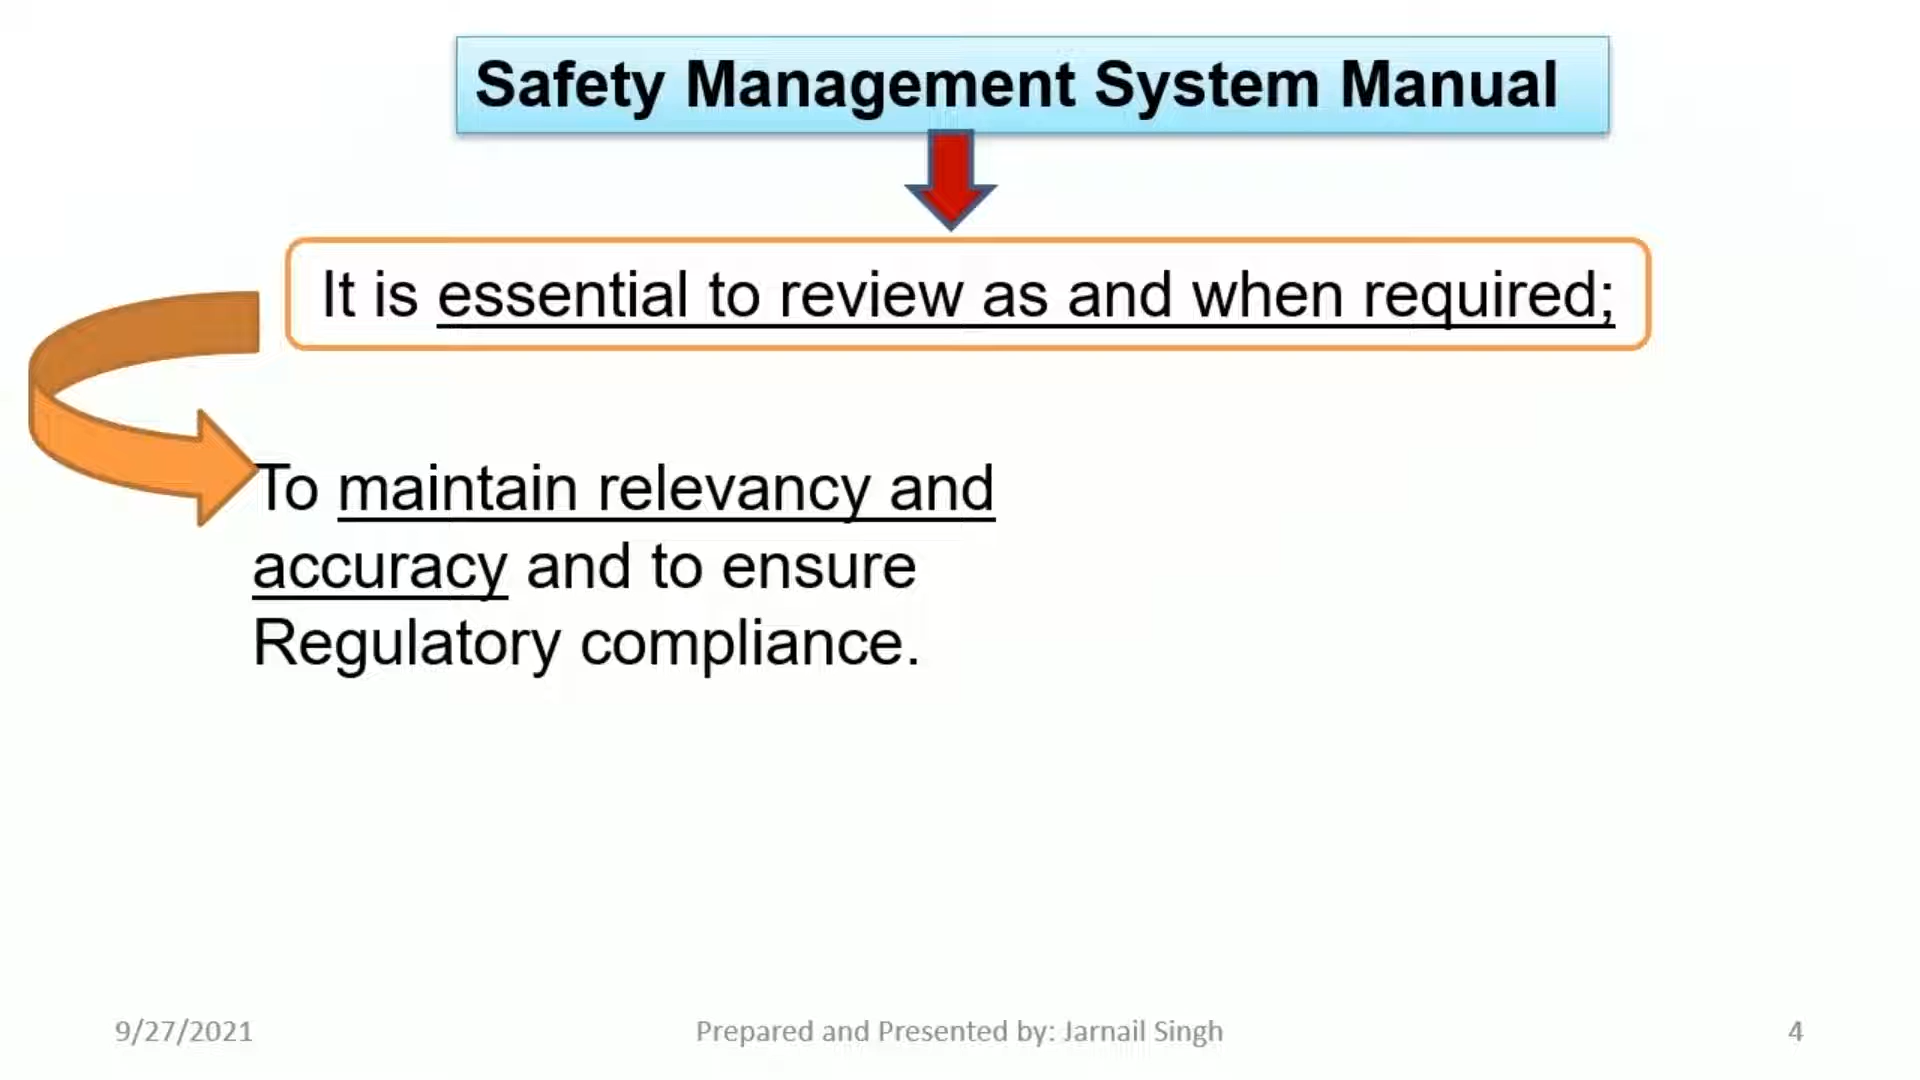 Safety Management System Manual
It is essential to review as and when required;
To maintain relevancy and
accuracy and to ensure
Regulatory compliance.
9/27/2021
Prepared and Presented by: Jarnail Singh
4